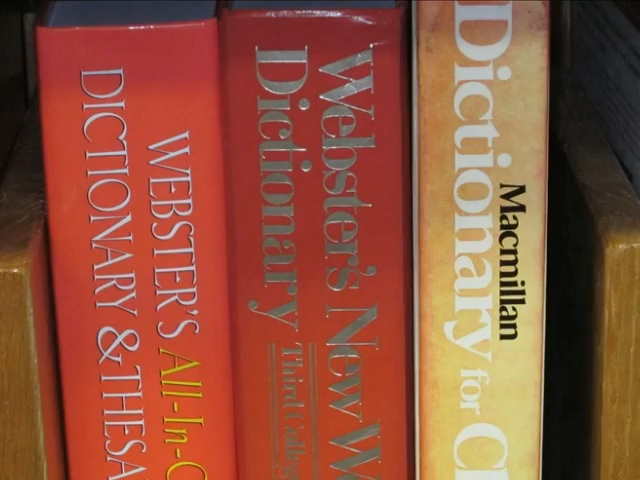 WEBSTER'S All-In-O
DICTIONARY & THESA
Webster's New W
Dictionary Third Colleg
Macmillan
Dictionary for C